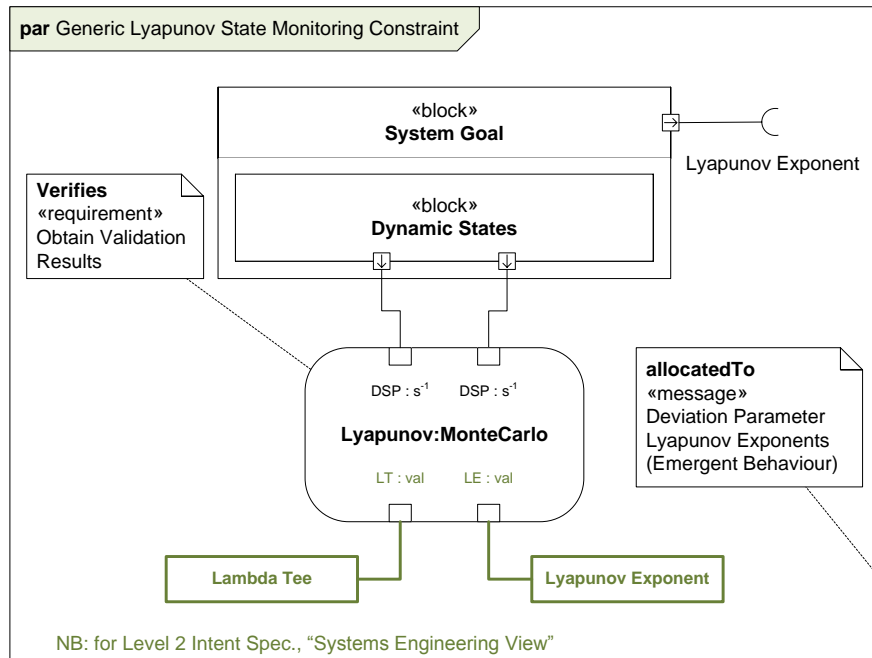 par Generic Lyapunov State Monitoring Constraint
«block»
System Goal
Lyapunov Exponent
Verifies
«requirement»
Obtain Validation
Results
«block»
Dynamic States
allocatedTo
«message»
Deviation Parameter
Lyapunov Exponents
(Emergent Behaviour)
DSP : s⁻¹ DSP : s⁻¹
Lyapunov:MonteCarlo
LT : val LE : val
Lambda Tee
Lyapunov Exponent
NB: for Level 2 Intent Spec., “Systems Engineering View”